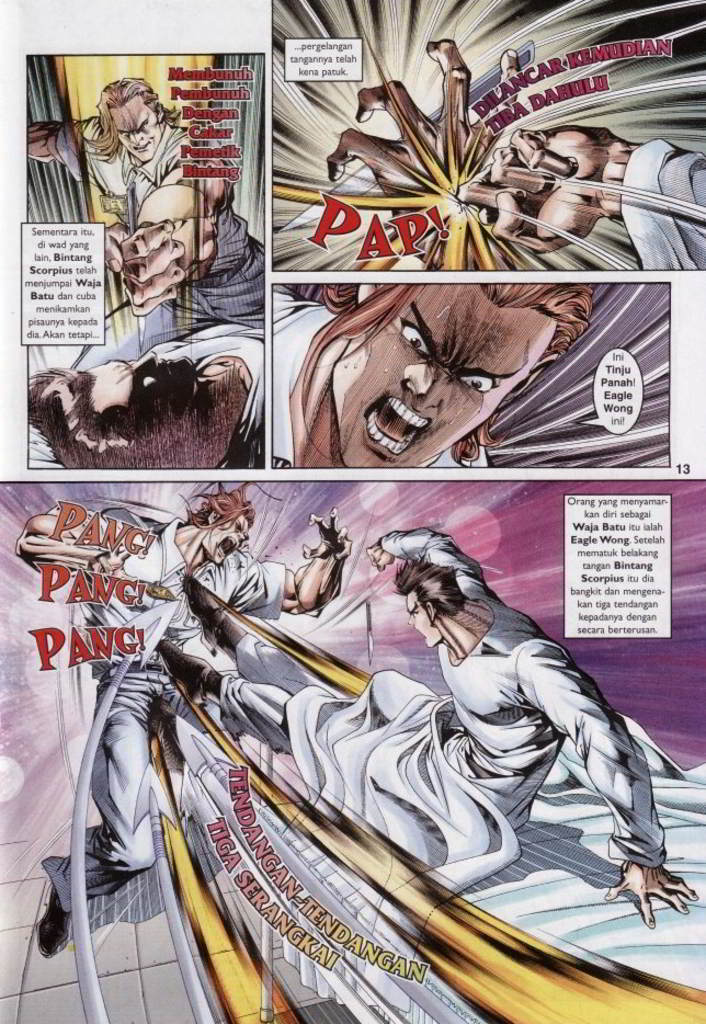 Membunuh
Pembunuh
Dengan
Cakar
Pemetik
Bintang
Sementara itu,
di wad yang
lain, Bintang
Scorpius telah
menjumpai Waja
Batu dan cuba
menikamkan
pisaunya kepada
dia. Akan tetapi...
...pergelangan
tangannya telah
kena patuk.
DILANCAR KEMUDIAN
TIBA DAHULU
PAP!
Ini
Tinju
Panah!
Eagle
Wong
ini!
13
PANG!
PANG!
PANG!
Orang yang menyamar-
kan diri sebagai
Waja Batu itu ialah
Eagle Wong. Setelah
mematuk belakang
tangan Bintang
Scorpius itu dia
bangkit dan mengena-
kan tiga tendangan
kepadanya dengan
secara berterusan.
TENDANGAN-TENDANGAN
TIGA SERANGKAI